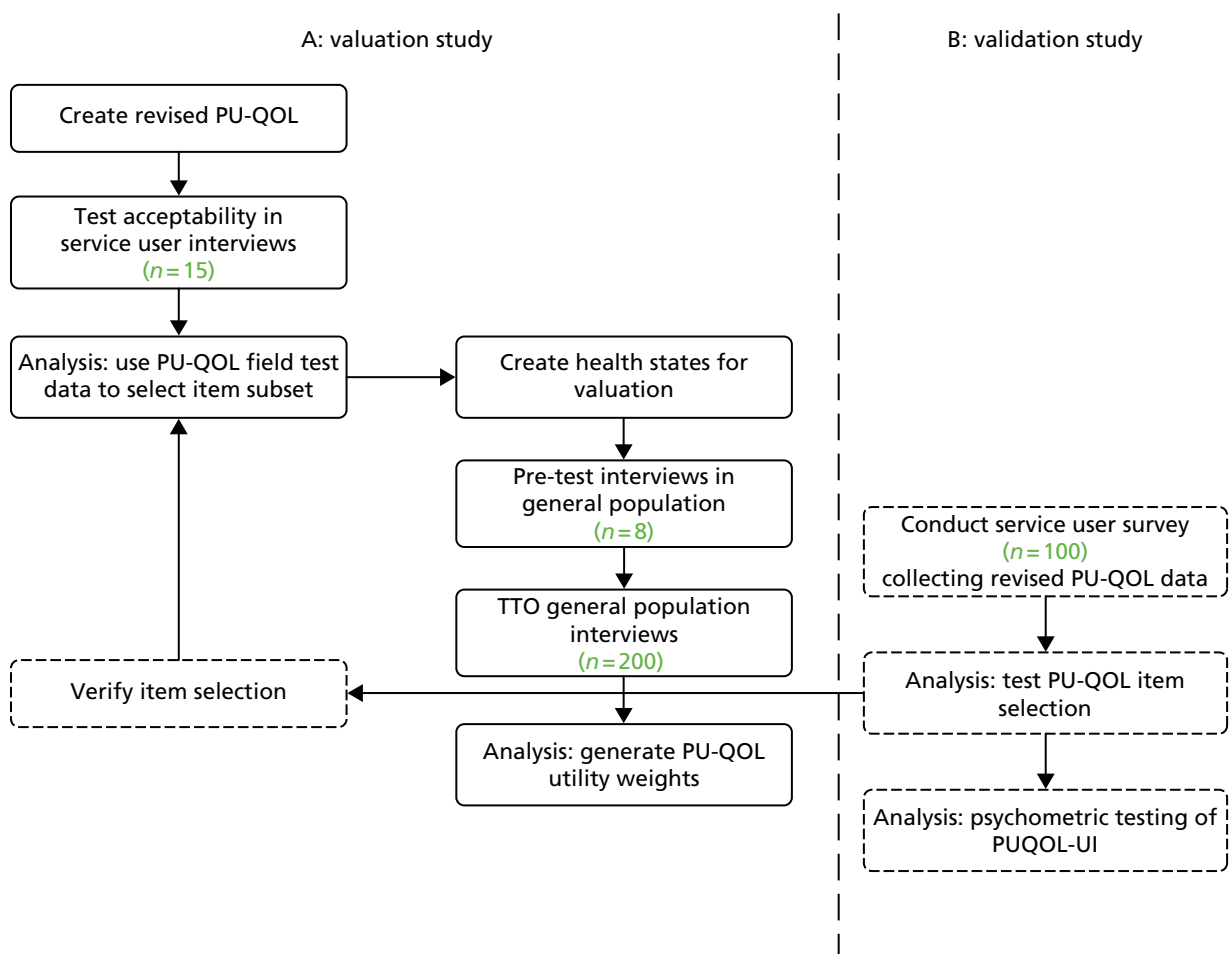 A: valuation study
B: validation study
Create revised PU-QOL
Test acceptability in
service user interviews
(n=15)
Analysis: use PU-QOL field test
data to select item subset
Create health states for
valuation
Pre-test interviews in
general population
(n=8)
TTO general population
interviews
(n=200)
Verify item selection
Analysis: generate PU-QOL
utility weights
Conduct service user survey
(n=100)
collecting revised PU-QOL data
Analysis: test PU-QOL item
selection
Analysis: psychometric testing of
PUQOL-UI